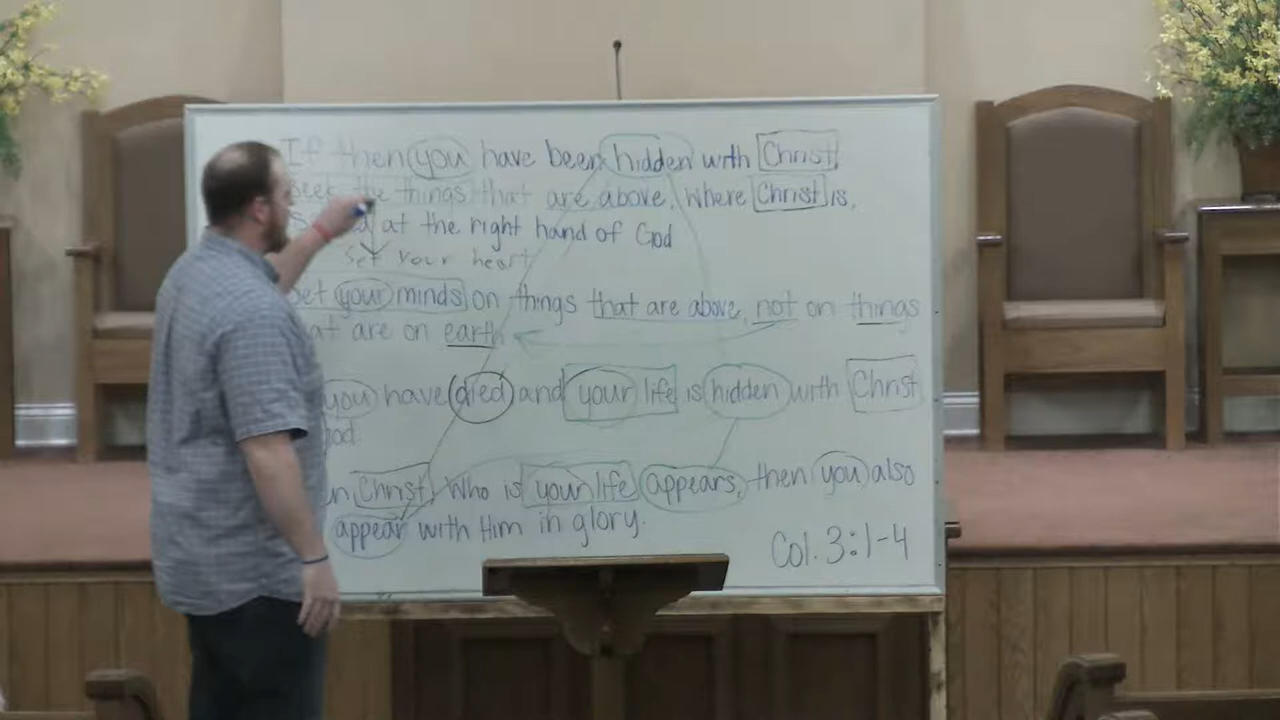 If then you have been hidden with Christ
Seek the things that are above, where Christ is,
at the right hand of God
Set your heart
Set your minds on things that are above, not on things
at are on earth
you have died and your life is hidden with Christ
God
Christ, Who is your life appears, then you also
appear with Him in glory.
Col. 3:1-4